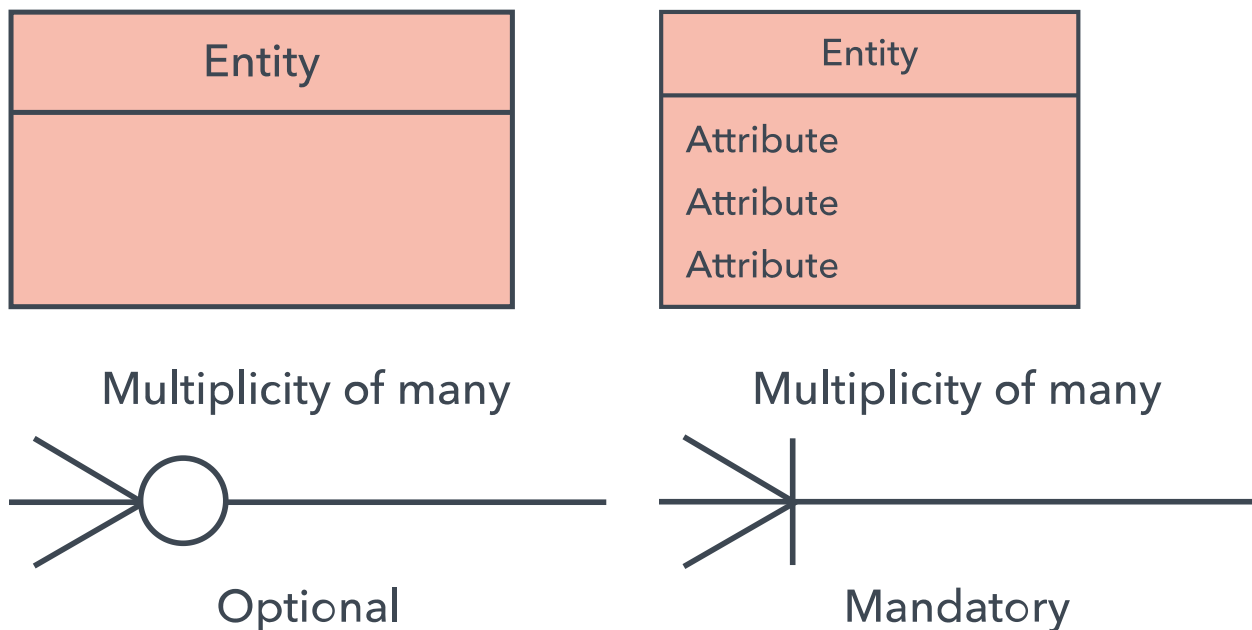 Entity
Entity
Attribute
Attribute
Attribute
Multiplicity of many
Multiplicity of many
Optional
Mandatory